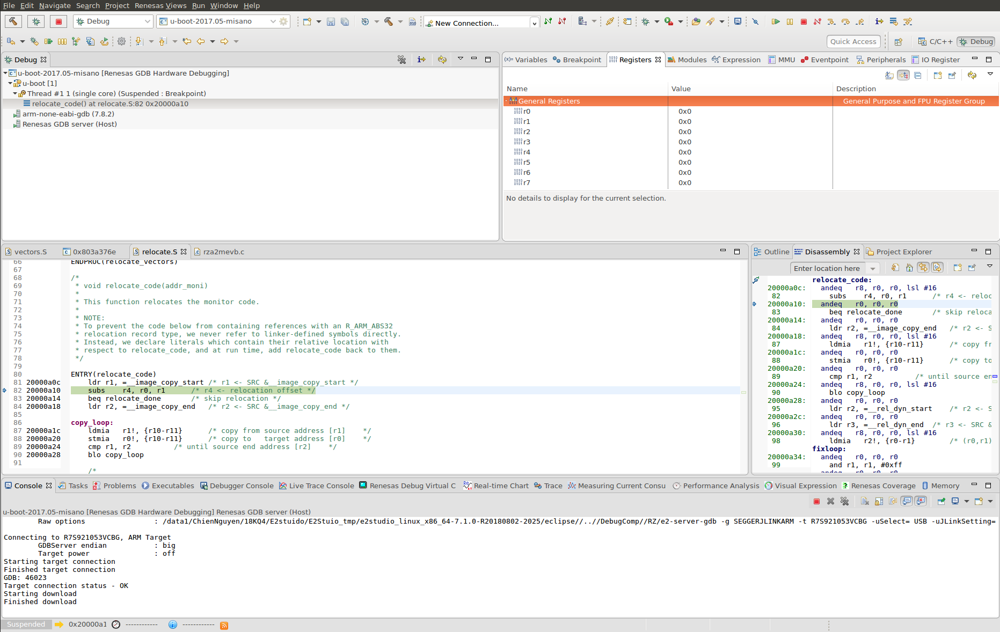 File Edit Navigate Search Project Renesas Views Run Window Help
Debug u-boot-2017.05-misano New Connection...
Quick Access C/C++ Debug
Debug
u-boot-2017.05-misano [Renesas GDB Hardware Debugging]
u-boot [1]
Thread #1 1 (single core) (Suspended : Breakpoint)
relocate_code() at relocate.S:82 0x20000a10
arm-none-eabi-gdb (7.8.2)
Renesas GDB server (Host)
(x)= Variables Breakpoint Registers Modules Expression MMU Eventpoint Peripherals IO Register
Name Value Description
General Registers General Purpose and FPU Register Group
r0 0x0
r1 0x0
r2 0x0
r3 0x0
r4 0x0
r5 0x0
r6 0x0
r7 0x0
No details to display for the current selection.
vectors.S 0x803a376e relocate.S rza2mevb.c
66 ENDPROC(relocate_vectors)
67
68 /*
69 * void relocate_code(addr_moni)
70 *
71 * This function relocates the monitor code.
72 *
73 * NOTE:
74 * To prevent the code below from containing references with an R_ARM_ABS32
75 * relocation record type, we never refer to linker-defined symbols directly.
76 * Instead, we declare literals which contain their relative location with
77 * respect to relocate_code, and at run time, add relocate_code back to them.
78 */
79
80 ENTRY(relocate_code)
81 20000a0c ldr r1, =__image_copy_start /* r1 <- SRC &__image_copy_start */
82 20000a10 subs r4, r0, r1 /* r4 <- relocation offset */
83 20000a14 beq relocate_done /* skip relocation */
84 20000a18 ldr r2, =__image_copy_end /* r2 <- SRC &__image_copy_end */
85
86 copy_loop:
87 20000a1c ldmia r1!, {r10-r11} /* copy from source address [r1] */
88 20000a20 stmia r0!, {r10-r11} /* copy to target address [r0] */
89 20000a24 cmp r1, r2 /* until source end address [r2] */
90 20000a28 blo copy_loop
91
/*
Outline Disassembly Project Explorer
Enter location here
relocate_code:
20000a0c: andeq r8, r0, r0, lsl #16
82 subs r4, r0, r1 /* r4 <- reloc
20000a10: andeq r0, r0, r0
83 beq relocate_done /* skip reloca
20000a14: andeq r0, r0, r0
84 ldr r2, =__image_copy_end /* r2 <- S
20000a18: andeq r8, r0, r0, lsl #16
87 ldmia r1!, {r10-r11} /* copy fr
20000a1c: andeq r0, r0, r0
88 stmia r0!, {r10-r11} /* copy to
20000a20: andeq r0, r0, r0
89 cmp r1, r2 /* until source en
20000a24: andeq r8, r0, r0, lsl #16
90 blo copy_loop
20000a28: andeq r0, r0, r0
95 ldr r2, =__rel_dyn_start /* r2 <- S
20000a2c: andeq r0, r0, r0
96 ldr r3, =__rel_dyn_end /* r3 <- SRC &
20000a30: andeq r8, r0, r0, lsl #16
98 ldmia r2!, {r0-r1} /* (r0,r1)
fixloop:
20000a34: andeq r0, r0, r0
99 and r1, r1, #0xff
Console Tasks Problems Executables Debugger Console Live Trace Console Renesas Debug Virtual C Real-time Chart Trace Measuring Current Consu Performance Analysis Visual Expression Renesas Coverage Memory
u-boot-2017.05-misano [Renesas GDB Hardware Debugging] Renesas GDB server (Host)
Raw options : /data1/ChienNguyen/18KQ4/E2stuido/E2Stuio_tmp/e2studio_linux_x86_64-7.1.0-R20180802-2025/eclipse//..//DebugComp//RZ/e2-server-gdb -g SEGGERJLINKARM -t R7S921053VCBG -uSelect= USB -uJLinkSetting=
Connecting to R7S921053VCBG, ARM Target
GDBServer endian : big
Target power : off
Starting target connection
Finished target connection
GDB: 46023
Target connection status - OK
Starting download
Finished download
Suspended 0x20000a1 ------------ ------------